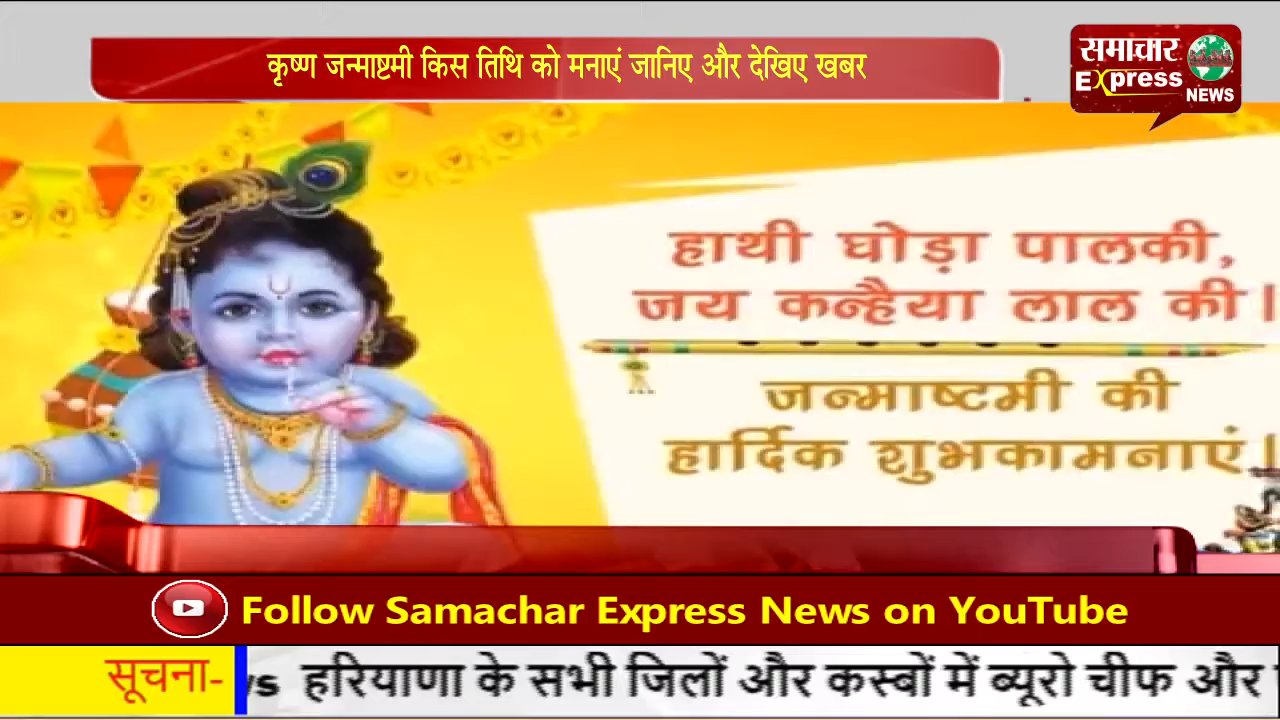 कृष्ण जन्माष्टमी किस तिथि को मनाएं जानिए और देखिए खबर
समाचार
Express
NEWS
हाथी घोड़ा पालकी,
जय कन्हैया लाल की।
जन्माष्टमी की
हार्दिक शुभकामनाएं।
Follow Samachar Express News on YouTube
सूचना- हरियाणा के सभी जिलों और कस्बों में ब्यूरो चीफ और